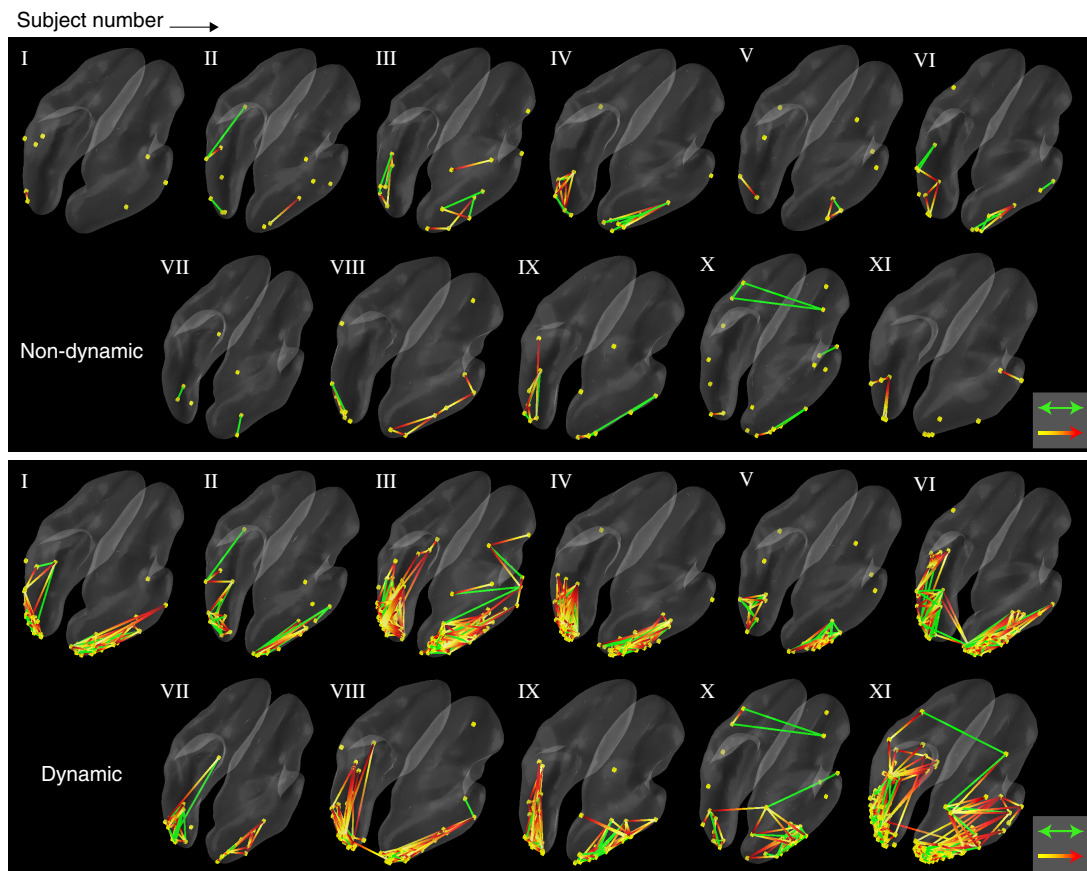 Subject number
I II III IV V VI
VII VIII IX X XI
Non-dynamic
I II III IV V VI
VII VIII IX X XI
Dynamic